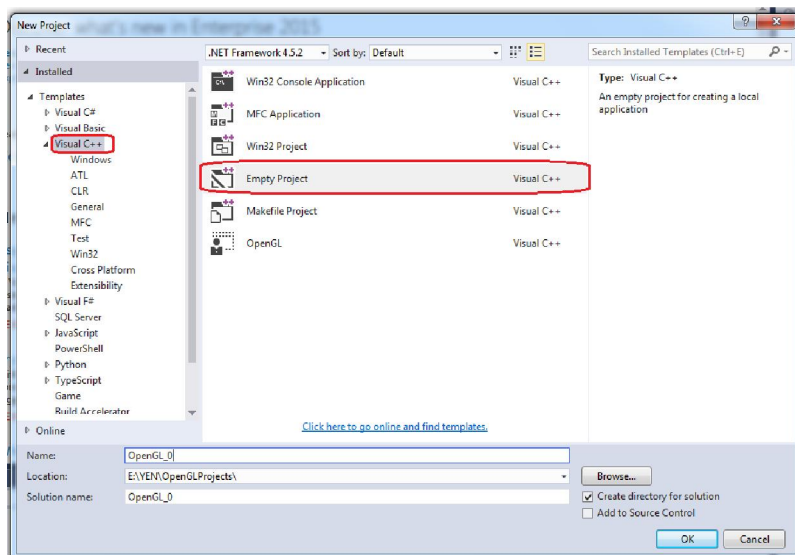 New Project
what's new in Enterprise 2015
Recent
.NET Framework 4.5.2 Sort by: Default
Search Installed Templates (Ctrl+E)
Installed
Templates
Visual C#
Visual Basic
Visual C++
Windows
ATL
CLR
General
MFC
Test
Win32
Cross Platform
Extensibility
Visual F#
SQL Server
JavaScript
PowerShell
Python
TypeScript
Game
Build Accelerator
Online
Win32 Console Application Visual C++
MFC Application Visual C++
Win32 Project Visual C++
Empty Project Visual C++
Makefile Project Visual C++
OpenGL Visual C++
Click here to go online and find templates.
Type: Visual C++
An empty project for creating a local
application
Name: OpenGL_0
Location: E:\YEN\OpenGLProjects\
Browse...
Solution name: OpenGL_0
Create directory for solution
Add to Source Control
OK Cancel